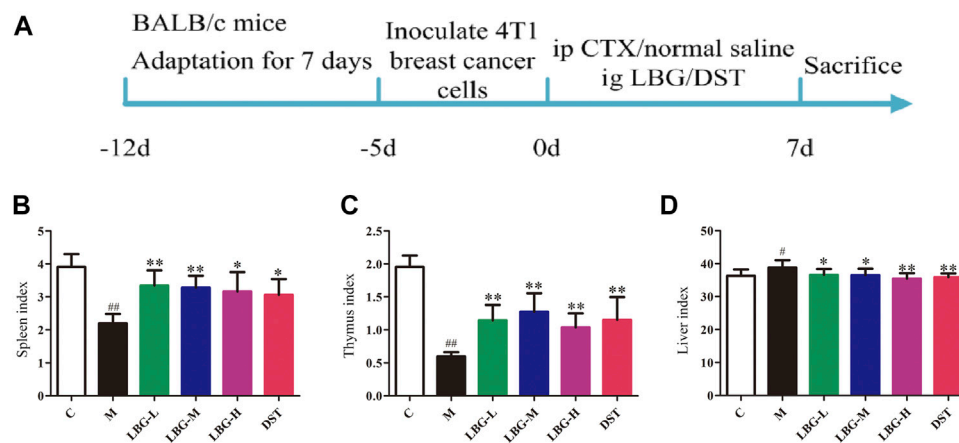 A
BALB/c mice
Adaptation for 7 days
Inoculate 4T1
breast cancer
cells
ip CTX/normal saline
ig LBG/DST
Sacrifice
-12d
-5d
0d
7d
B
Spleen index
5
4
3
2
1
0
##
**
**
*
*
C
M
LBG-L
LBG-M
LBG-H
DST
C
Thymus index
2.5
2.0
1.5
1.0
0.5
0.0
##
**
**
**
**
C
M
LBG-L
LBG-M
LBG-H
DST
D
Liver index
50
40
30
20
10
0
#
*
*
**
**
C
M
LBG-L
LBG-M
LBG-H
DST